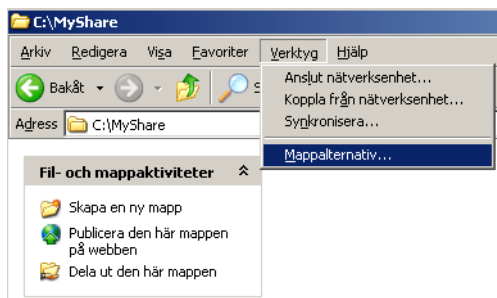 C:\MyShare
Arkiv Redigera Visa Favoriter Verktyg Hjälp
Bakåt
Anslut nätverksenhet...
Koppla från nätverksenhet...
Synkronisera...
Mappalternativ...
Adress C:\MyShare
Fil- och mappaktiviteter
Skapa en ny mapp
Publicera den här mappen
på webben
Dela ut den här mappen